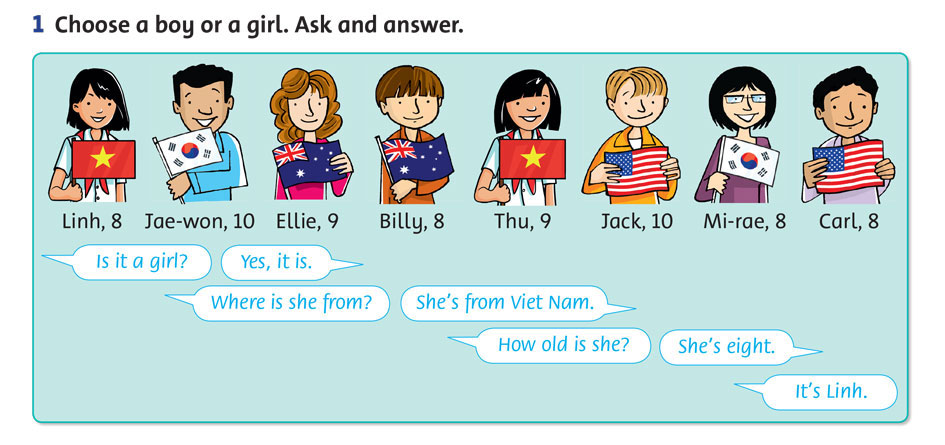 1 Choose a boy or a girl. Ask and answer.
Linh, 8 Jae-won, 10 Ellie, 9 Billy, 8 Thu, 9 Jack, 10 Mi-rae, 8 Carl, 8
Is it a girl? Yes, it is.
Where is she from? She's from Viet Nam.
How old is she? She's eight.
It's Linh.